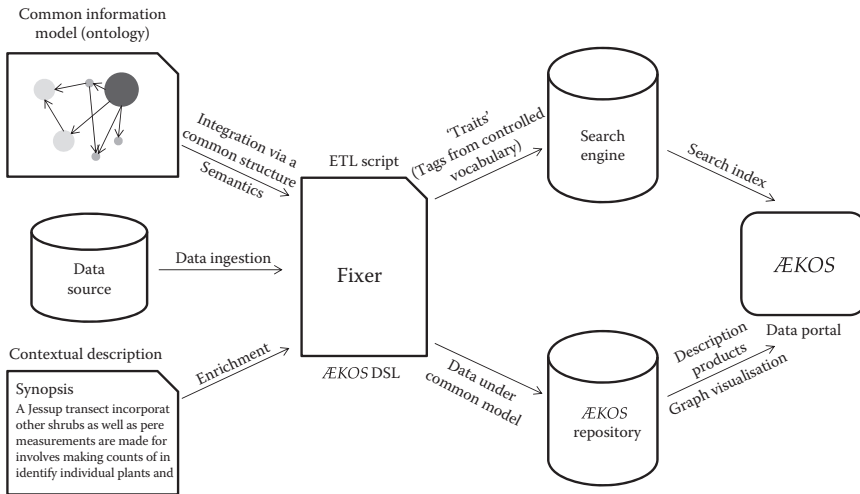 Common information
model (ontology)
Integration via a
common structure
Semantics
ETL script
Fixer
ÆKOS DSL
Data
source
Data ingestion
Contextual description
Synopsis
A Jessup transect incorporat
other shrubs as well as pere
measurements are made for
involves making counts of in
identify individual plants and
Enrichment
‘Traits’
(Tags from controlled
vocabulary)
Search
engine
Search index
Data under
common model
ÆKOS
repository
Description
products
Graph visualisation
ÆKOS
Data portal